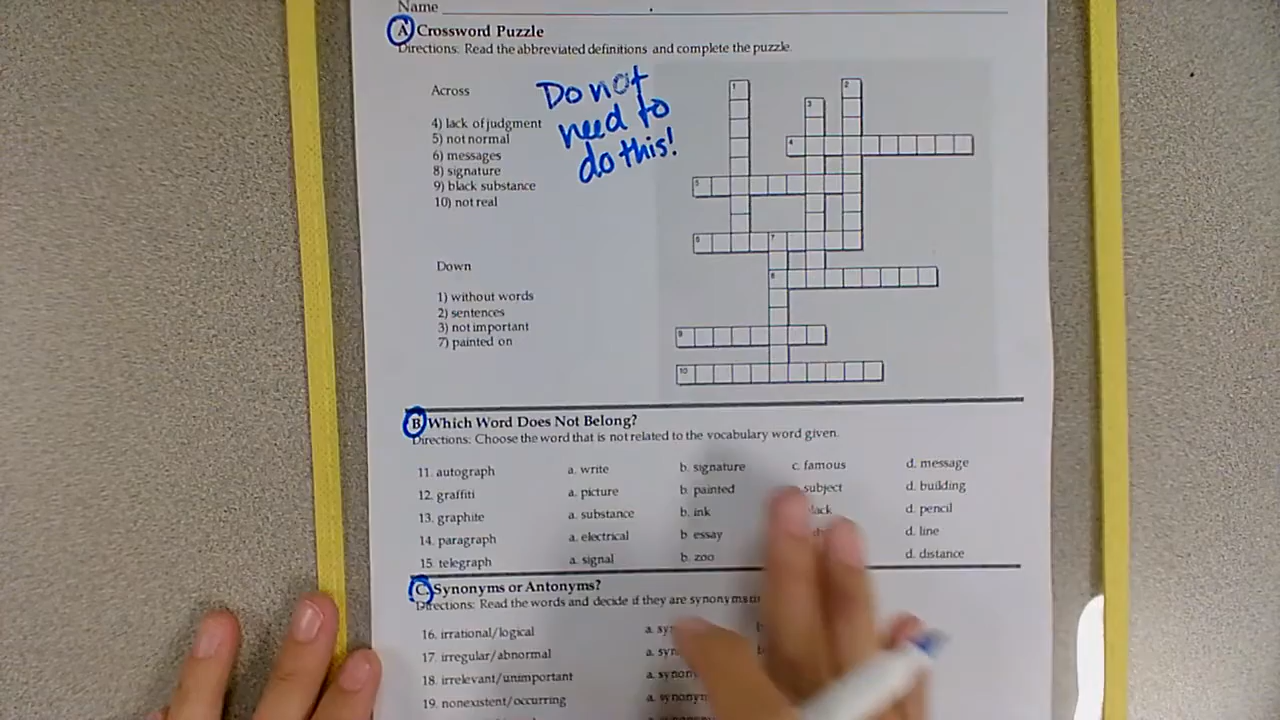 Name
A Crossword Puzzle
Directions: Read the abbreviated definitions and complete the puzzle.
Across
4) lack of judgment
5) not normal
6) messages
8) signature
9) black substance
10) not real
Do not
need to
do this!
Down
1) without words
2) sentences
3) not important
7) painted on
1
2
3
4
5
6
7
8
9
10
B Which Word Does Not Belong?
Directions: Choose the word that is not related to the vocabulary word given.
11. autograph a. write b. signature c. famous d. message
12. graffiti a. picture b. painted subject d. building
13. graphite a. substance b. ink d. pencil
14. paragraph a. electrical b. essay d. line
15. telegraph a. signal b. zoo d. distance
C Synonyms or Antonyms?
Directions: Read the words and decide if they are synonyms
16. irrational/logical a.
17. irregular/abnormal a.
18. irrelevant/unimportant a.
19. nonexistent/occurring a.